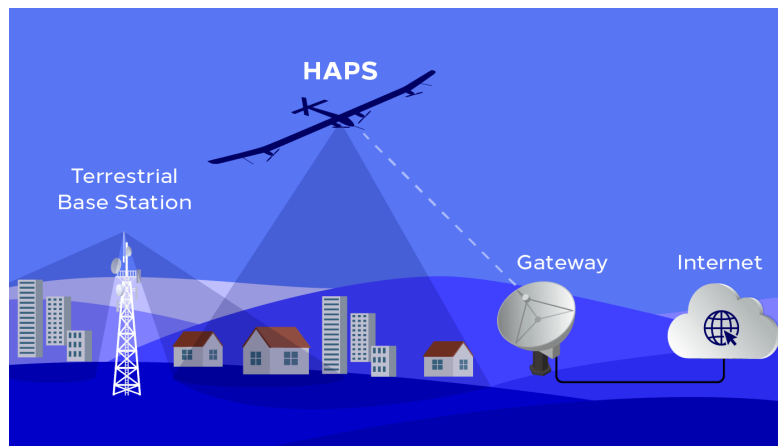 HAPS
Terrestrial
Base Station
Gateway
Internet